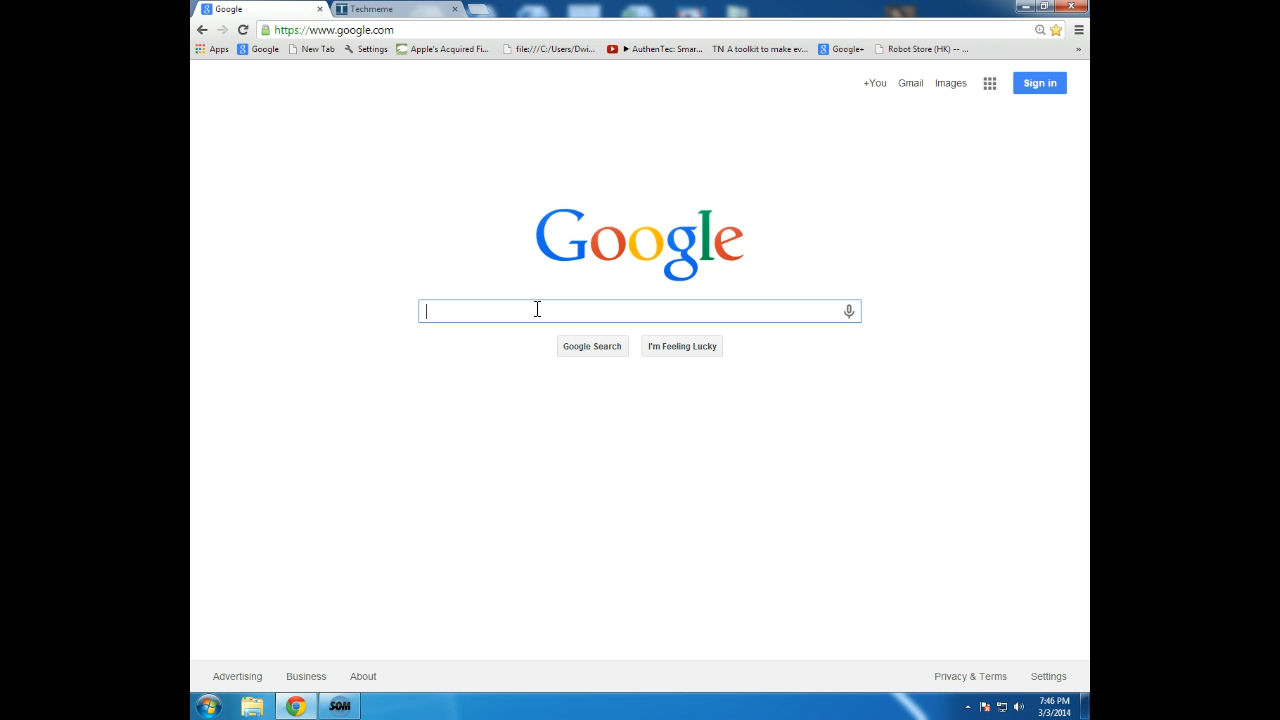 Google
Techmeme
https://www.google.com
Apps Google New Tab Settings Apple's Acquired Fi... file:///C:/Users/Dwi... ▶ AuthenTec: Smar... TN A toolkit to make ev... Google+ Robot Store (HK) -- ... »
+You Gmail Images Sign in
Google
Google Search I'm Feeling Lucky
Advertising Business About Privacy & Terms Settings
SOM
7:46 PM
3/3/2014